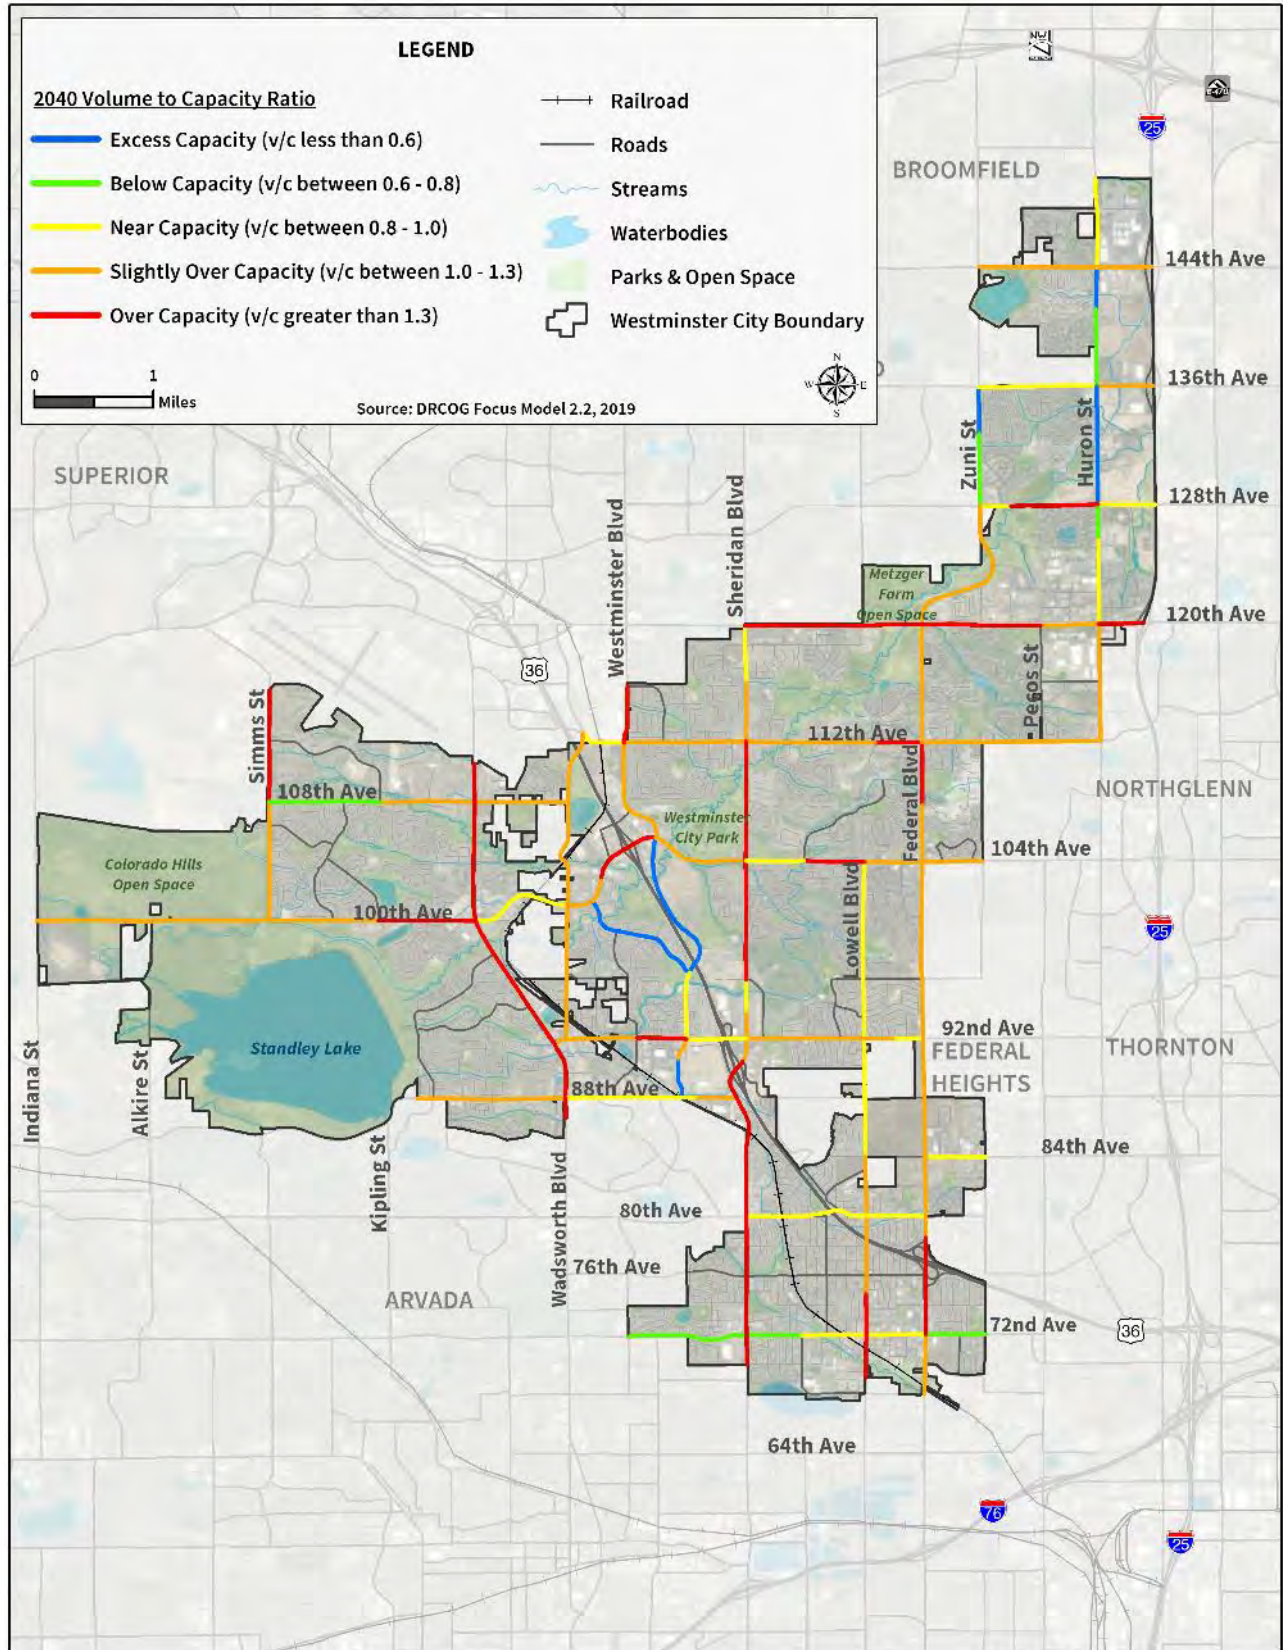 LEGEND
2040 Volume to Capacity Ratio
Excess Capacity (v/c less than 0.6)
Below Capacity (v/c between 0.6 - 0.8)
Near Capacity (v/c between 0.8 - 1.0)
Slightly Over Capacity (v/c between 1.0 - 1.3)
Over Capacity (v/c greater than 1.3)
Railroad
Roads
Streams
Waterbodies
Parks & Open Space
Westminster City Boundary
0 1
Miles
Source: DRCOG Focus Model 2.2, 2019
N
W E
S
25
BROOMFIELD
144th Ave
136th Ave
Zuni St
Huron St
128th Ave
SUPERIOR
Westminster Blvd
Sheridan Blvd
Metzger
Farm
Open Space
120th Ave
36
Simms St
Pecos St
112th Ave
108th Ave
Federal Blvd
NORTHGLENN
Westminster
City Park
104th Ave
Colorado Hills
Open Space
100th Ave
Lowell Blvd
25
Indiana St
Alkire St
Standley Lake
92nd Ave
FEDERAL
HEIGHTS
THORNTON
88th Ave
Kipling St
Wadsworth Blvd
84th Ave
80th Ave
76th Ave
ARVADA
72nd Ave
36
64th Ave
76
25